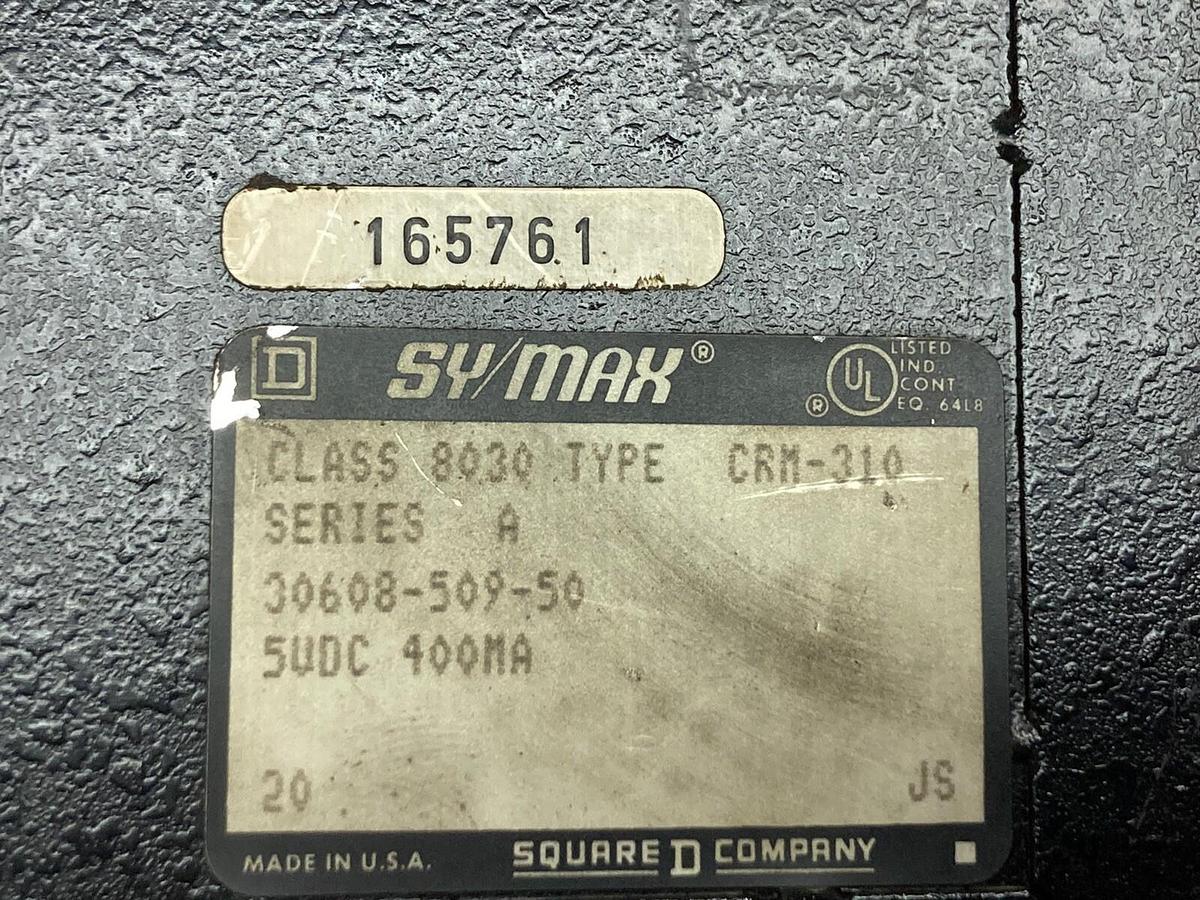 165761
D SY/MAX® ® UL LISTED
IND.
CONT
EQ. 64L8
CLASS 8030 TYPE CRM-310
SERIES A
30608-509-50
5VDC 400MA
20 JS
MADE IN U.S.A. SQUARE D COMPANY